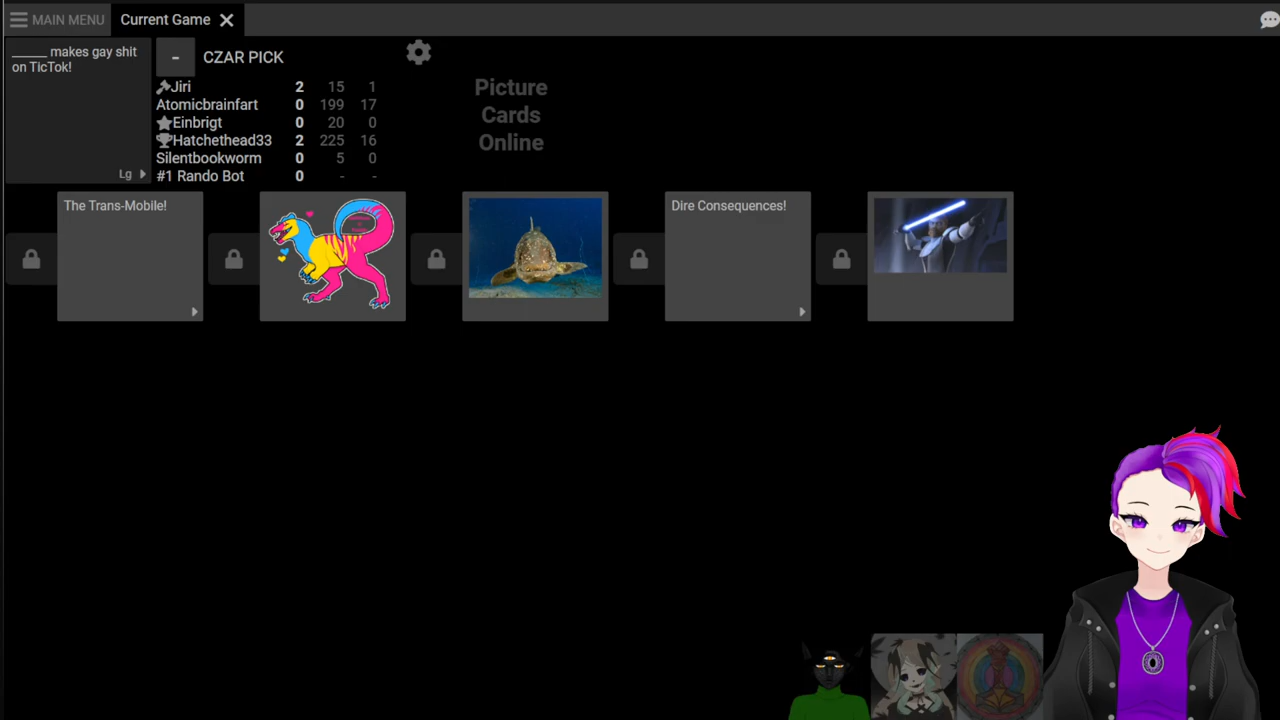 MAIN MENU
Current Game
_____ makes gay shit
on TicTok!
Lg
-
CZAR PICK
Jiri 2 15 1
Atomicbrainfart 0 199 17
Einbrigt 0 20 0
Hatchethead33 2 225 16
Silentbookworm 0 5 0
#1 Rando Bot 0 - -
Picture
Cards
Online
The Trans-Mobile!
Dire Consequences!